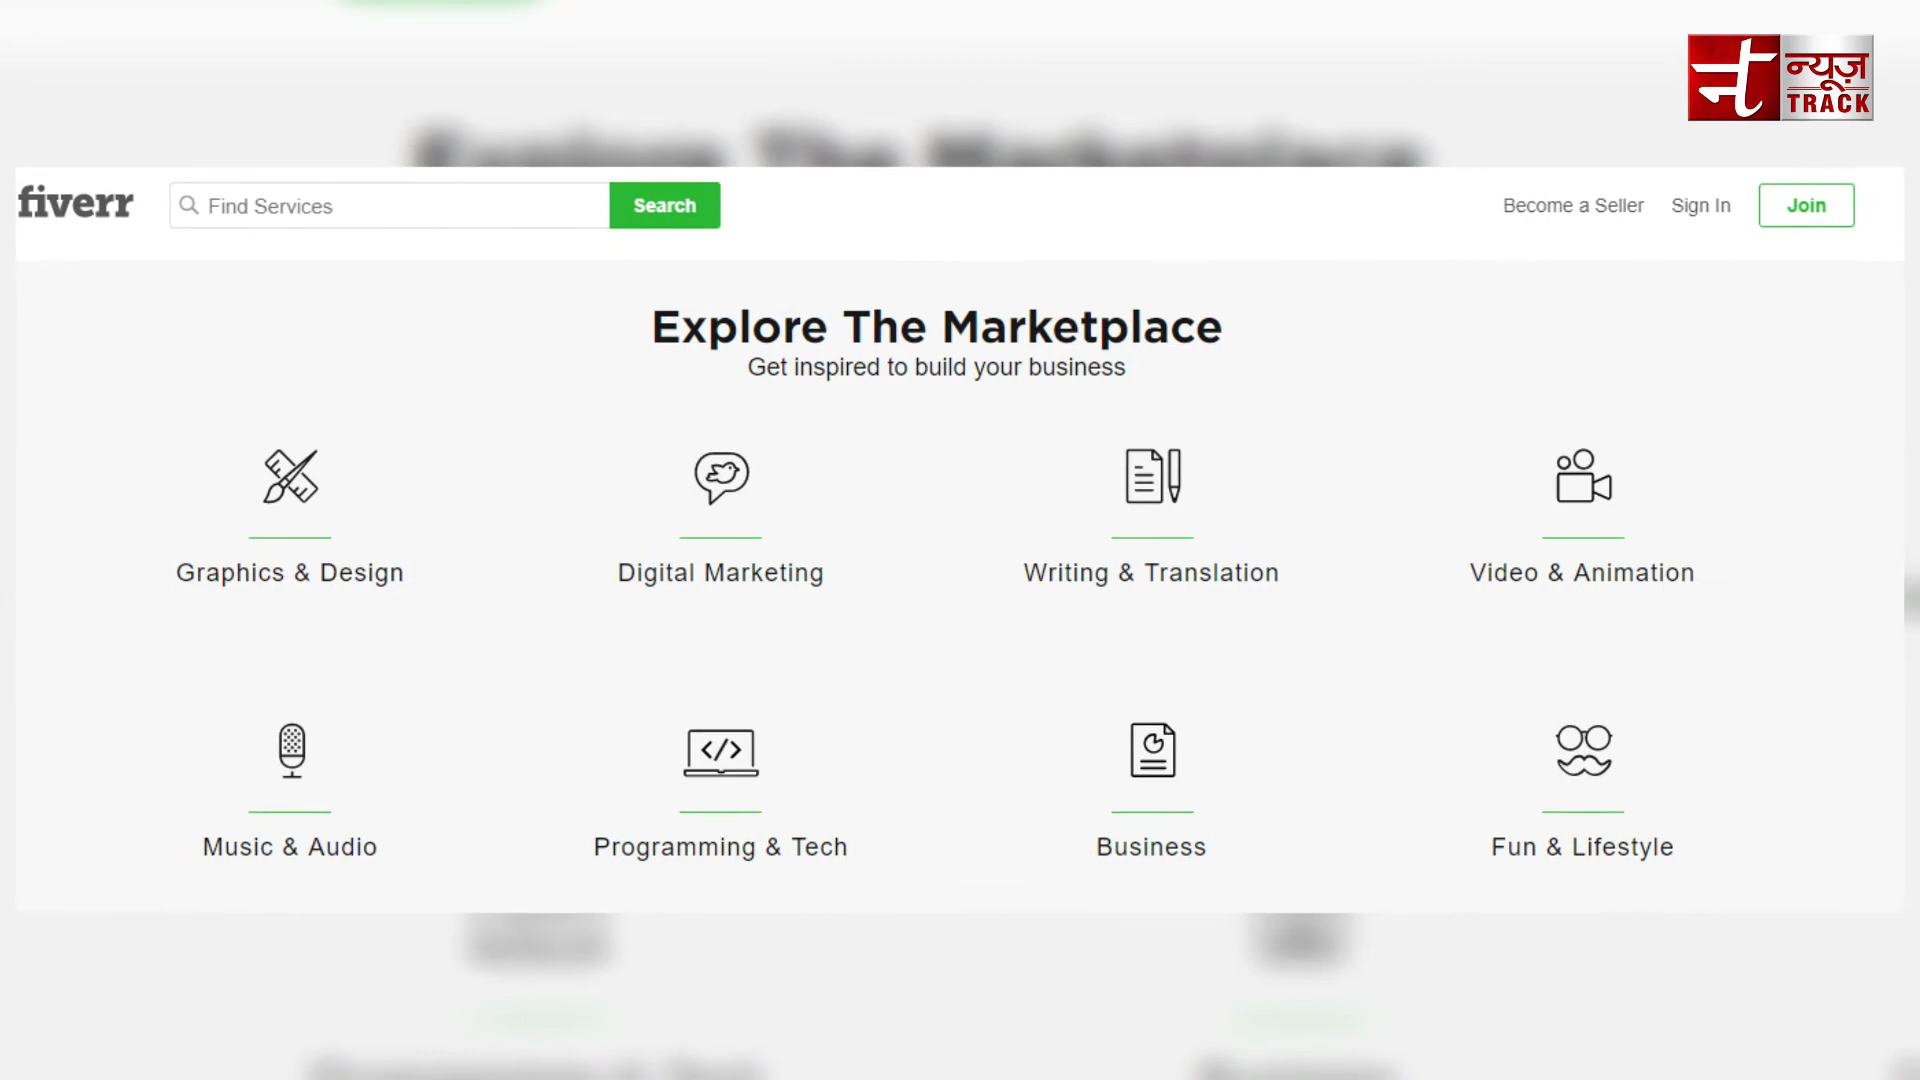 न्यूज़
TRACK
fiverr
Find Services
Search
Become a Seller
Sign In
Join
Explore The Marketplace
Get inspired to build your business
Graphics & Design
Digital Marketing
Writing & Translation
Video & Animation
Music & Audio
Programming & Tech
Business
Fun & Lifestyle